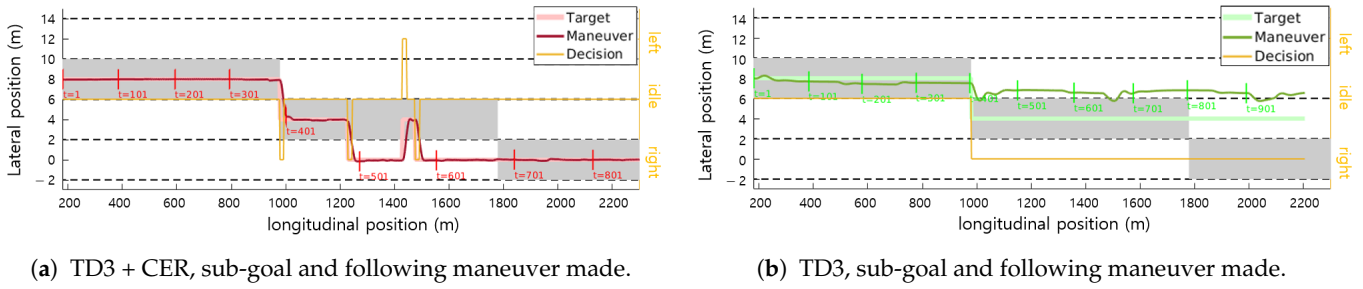 14
12
10
8
6
4
2
0
−2
Lateral position (m)
200 400 600 800 1000 1200 1400 1600 1800 2000 2200
longitudinal position (m)
left
idle
right
Target
Maneuver
Decision
t=1 t=101 t=201 t=301
t=401
t=501 t=601 t=701 t=801
(a) TD3 + CER, sub-goal and following maneuver made.
14
12
10
8
6
4
2
0
−2
Lateral position (m)
200 400 600 800 1000 1200 1400 1600 1800 2000 2200
longitudinal position (m)
left
idle
right
Target
Maneuver
Decision
t=1 t=101 t=201 t=301 t=401
t=501 t=601 t=701 t=801 t=901
(b) TD3, sub-goal and following maneuver made.